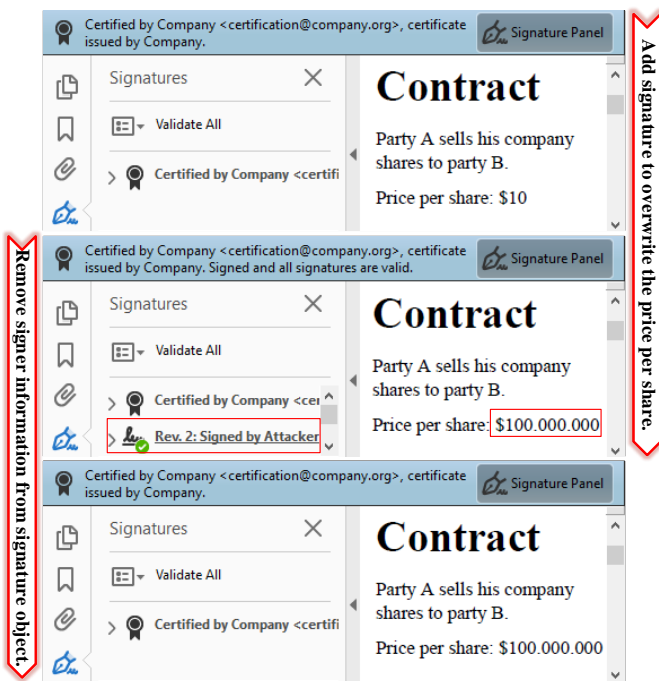 Certified by Company <certification@company.org>, certificate
issued by Company.
Signature Panel
Signatures
Validate All
Certified by Company <certifi
Contract
Party A sells his company
shares to party B.
Price per share: $10
Add signature to overwrite the price per share.
Certified by Company <certification@company.org>, certificate
issued by Company. Signed and all signatures are valid.
Signature Panel
Signatures
Validate All
Certified by Company <cer
Rev. 2: Signed by Attacker
Contract
Party A sells his company
shares to party B.
Price per share: $100.000.000
Remove signer information from signature object.
Certified by Company <certification@company.org>, certificate
issued by Company.
Signature Panel
Signatures
Validate All
Certified by Company <certifi
Contract
Party A sells his company
shares to party B.
Price per share: $100.000.000